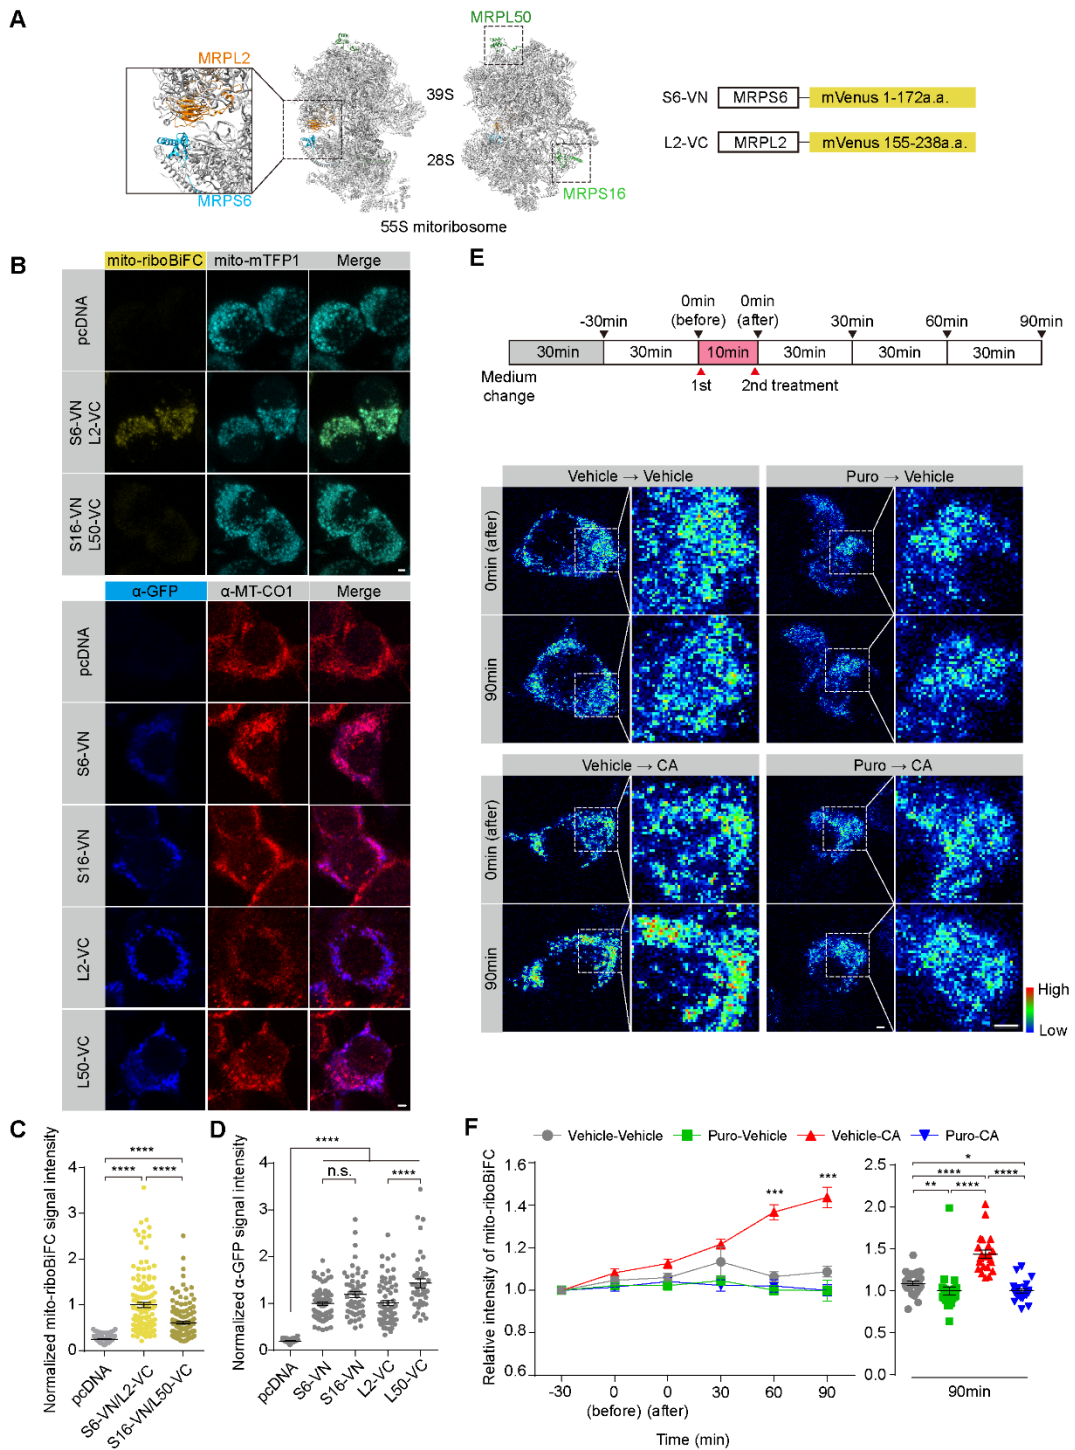 A
MRPL50
MRPL2
39S
28S
MRPS6
MRPS16
55S mitoribosome
S6-VN MRPS6 mVenus 1-172a.a.
L2-VC MRPL2 mVenus 155-238a.a.
B
mito-riboBiFC mito-mTFP1 Merge
pcDNA
S6-VN
L2-VC
S16-VN
L50-VC
α-GFP α-MT-CO1 Merge
pcDNA
S6-VN
S16-VN
L2-VC
L50-VC
C
Normalized mito-riboBiFC signal intensity
****
**** ****
4
3
2
1
0
pcDNA
S6-VN/L2-VC
S16-VN/L50-VC
D
Normalized α-GFP signal intensity
****
n.s. ****
4
3
2
1
0
pcDNA
S6-VN
S16-VN
L2-VC
L50-VC
E
0min 0min
-30min (before) (after) 30min 60min 90min
30min 30min 10min 30min 30min 30min
Medium
change
1st 2nd treatment
Vehicle → Vehicle Puro → Vehicle
0min (after)
90min
Vehicle → CA Puro → CA
0min (after)
90min
High
Low
F
Vehicle-Vehicle Puro-Vehicle Vehicle-CA Puro-CA
Relative intensity of mito-riboBiFC
1.6
1.4
1.2
1.0
0.8
0.6
*** ***
-30 0 0 30 60 90
(before) (after)
Time (min)
2.5
2.0
1.5
1.0
0.5
0.0
*
**** ****
** ****
90min